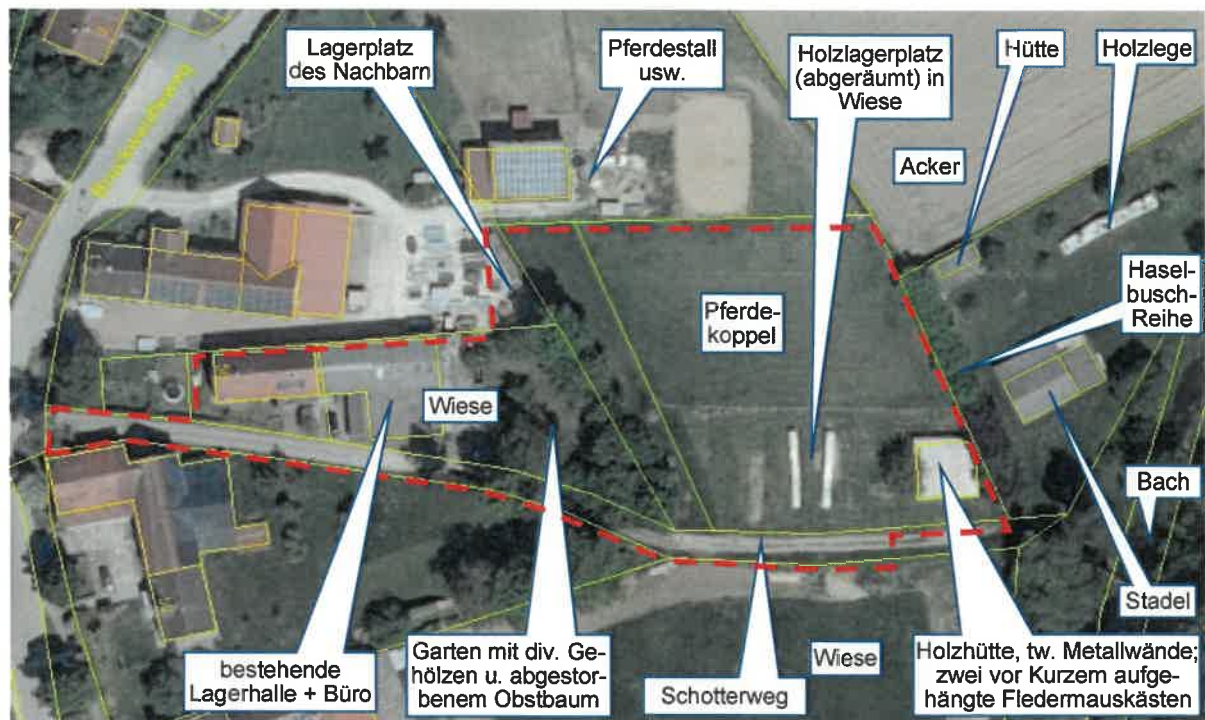 Lagerplatz
des Nachbarn
Pferdestall
usw.
Holzlagerplatz
(abgeräumt) in
Wiese
Hütte
Holzlege
Acker
Hasel-
busch-
Reihe
Pferde-
koppel
Wiese
Bach
Stadel
bestehende
Lagerhalle + Büro
Garten mit div. Ge-
hölzen u. abgestor-
benem Obstbaum
Schotterweg
Wiese
Holzhütte, tw. Metallwände;
zwei vor Kurzem aufge-
hängte Fledermauskästen